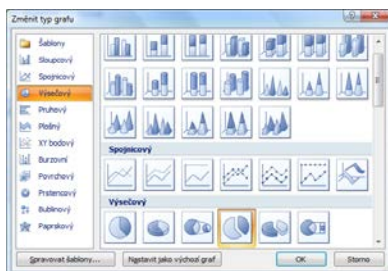 Změnit typ grafu
Šablony
Sloupcový
Spojnicový
Výsečový
Pruhový
Plošný
XY bodový
Burzovní
Povrchový
Prstencový
Bublinový
Paprskový
Spojnicový
Výsečový
Spravovat šablony...
Nastavit jako výchozí graf
OK
Storno